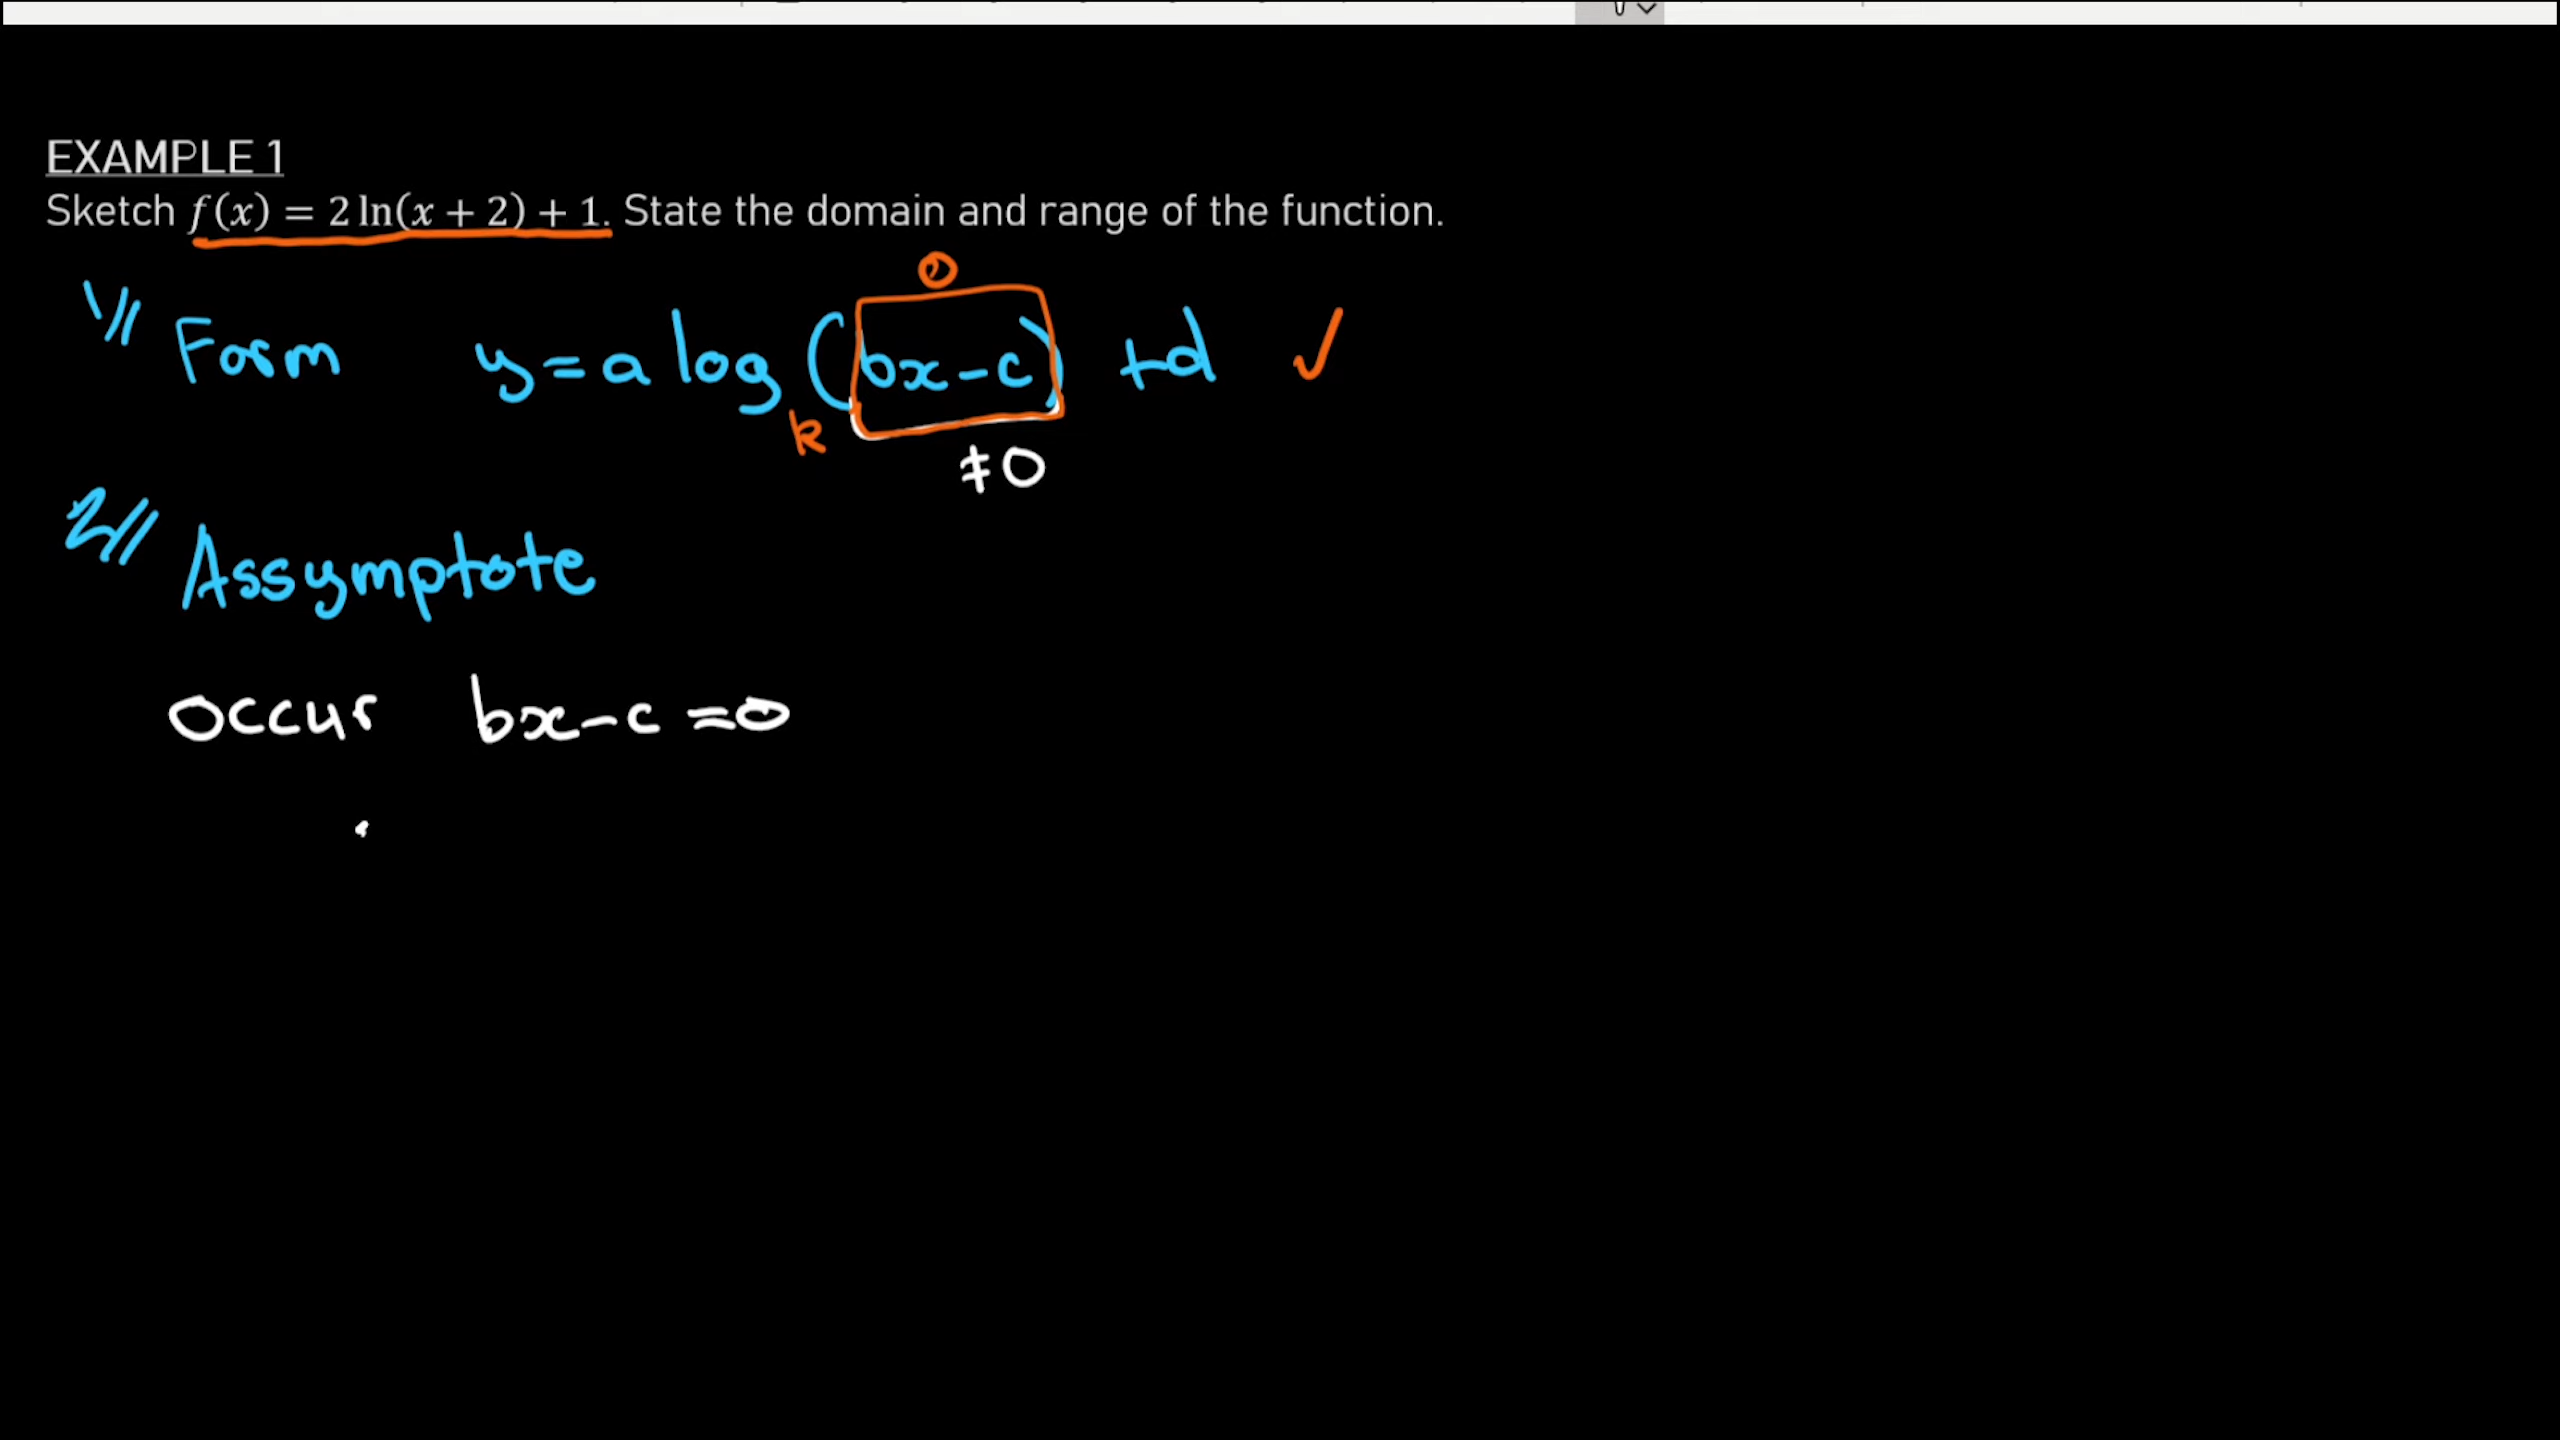 EXAMPLE 1
Sketch f(x) = 2 ln(x + 2) + 1. State the domain and range of the function.
0
1// Form y = a log k (bx - c) + d ✓
≠ 0
2// Assymptote
occur bx - c = 0